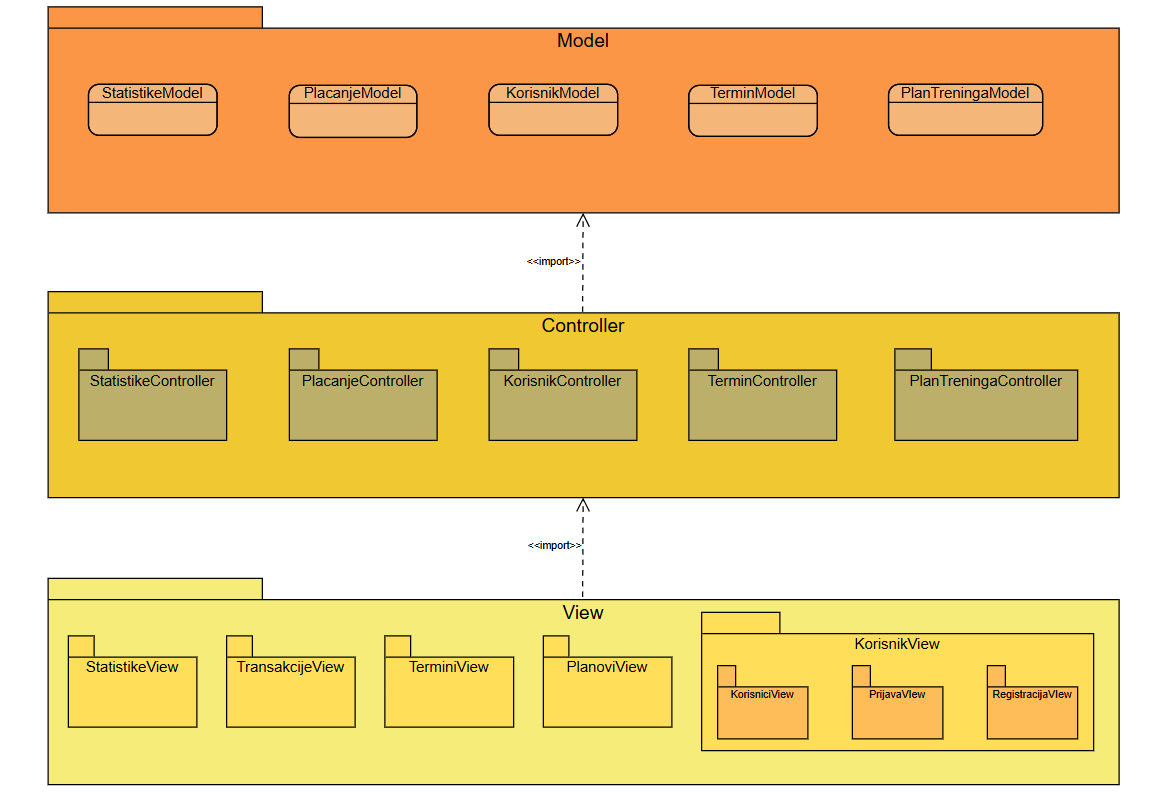 Model
StatistikeModel
PlacanjeModel
KorisnikModel
TerminModel
PlanTreningaModel
<<import>>
Controller
StatistikeController
PlacanjeController
KorisnikController
TerminController
PlanTreningaController
<<import>>
View
StatistikeView
TransakcijeView
TerminiView
PlanoviView
KorisnikView
KorisniciView
PrijavaVIew
RegistracijaVIew